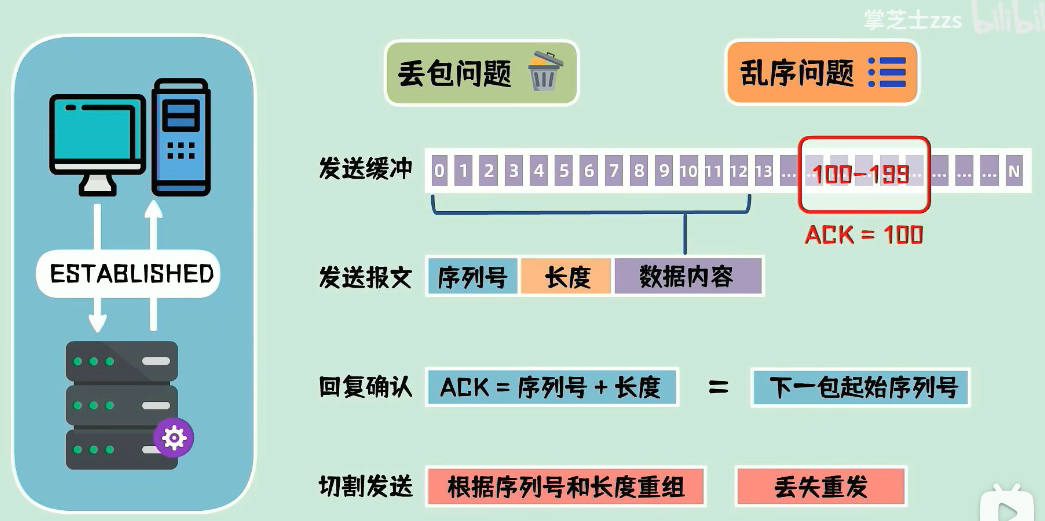 掌芝士zzs bilibili
丢包问题
乱序问题
发送缓冲 0 1 2 3 4 5 6 7 8 9 10 11 12 13 ... 100-199 ... ... ... N
ACK = 100
ESTABLISHED
发送报文 序列号 长度 数据内容
回复确认 ACK = 序列号 + 长度 = 下一包起始序列号
切割发送 根据序列号和长度重组 丢失重发